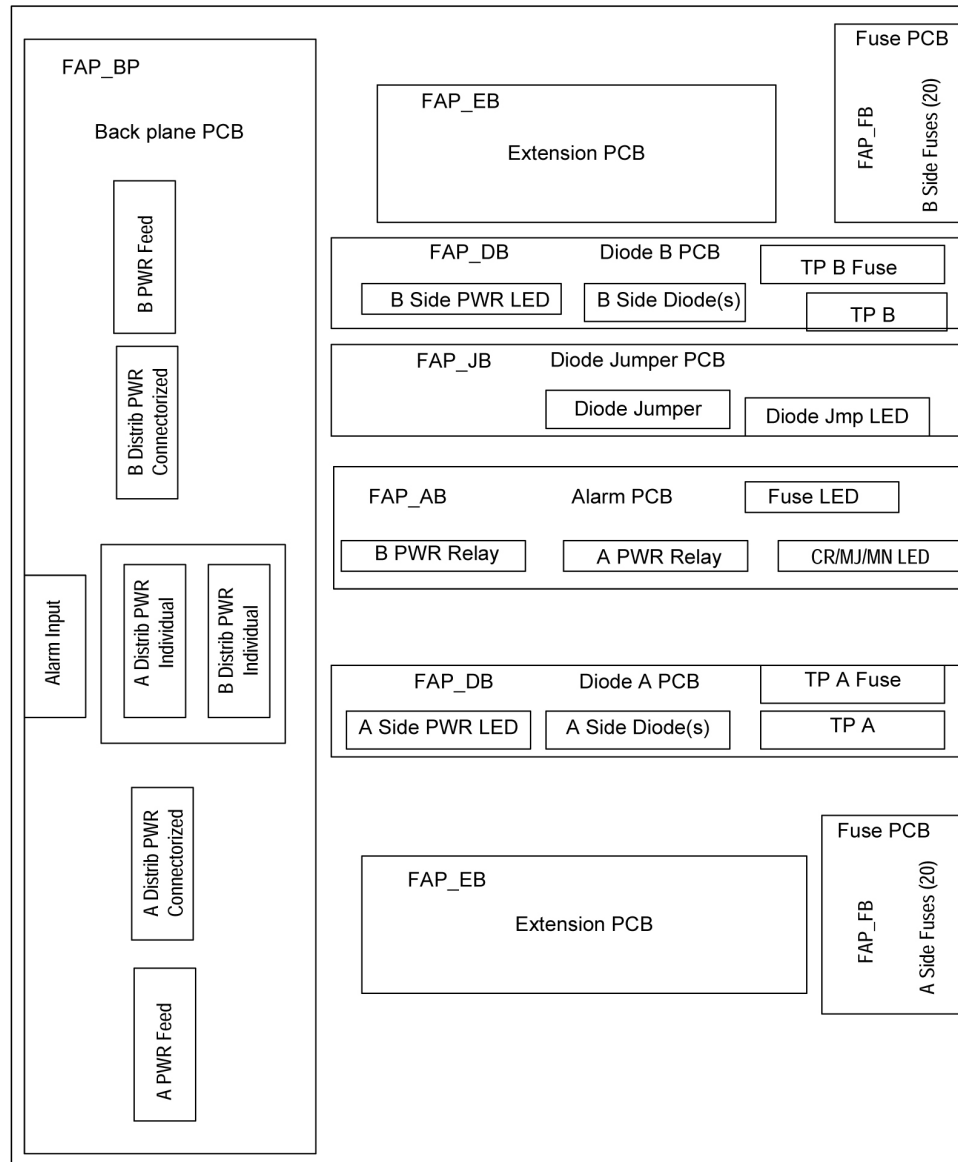 FAP_BP
Back plane PCB
B PWR Feed
B Distrib PWR
Connectorized
Alarm Input
A Distrib PWR
Individual
B Distrib PWR
Individual
A Distrib PWR
Connectorized
A PWR Feed
FAP_EB
Extension PCB
Fuse PCB
FAP_FB
B Side Fuses (20)
FAP_DB
Diode B PCB
TP B Fuse
B Side PWR LED
B Side Diode(s)
TP B
FAP_JB
Diode Jumper PCB
Diode Jumper
Diode Jmp LED
FAP_AB
Alarm PCB
Fuse LED
B PWR Relay
A PWR Relay
CR/MJ/MN LED
FAP_DB
Diode A PCB
TP A Fuse
A Side PWR LED
A Side Diode(s)
TP A
FAP_EB
Extension PCB
Fuse PCB
FAP_FB
A Side Fuses (20)